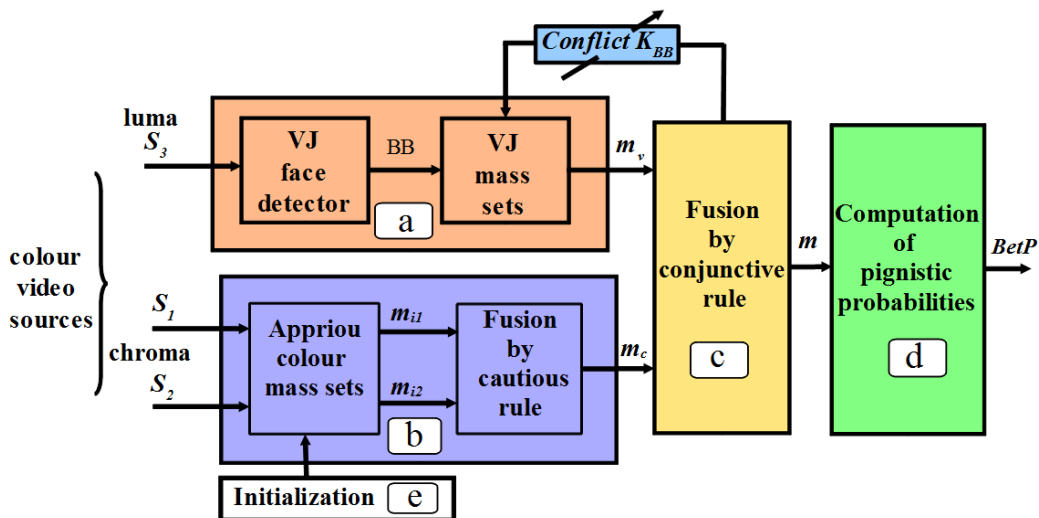 Conflict K_BB
luma
S_3
VJ
face
detector
BB
VJ
mass
sets
m_v
a
colour
video
sources
S_1
chroma
S_2
Appriou
colour
mass sets
m_i1
m_i2
Fusion
by
cautious
rule
m_c
b
Initialization
e
Fusion
by
conjunctive
rule
c
m
Computation
of
pignistic
probabilities
d
BetP